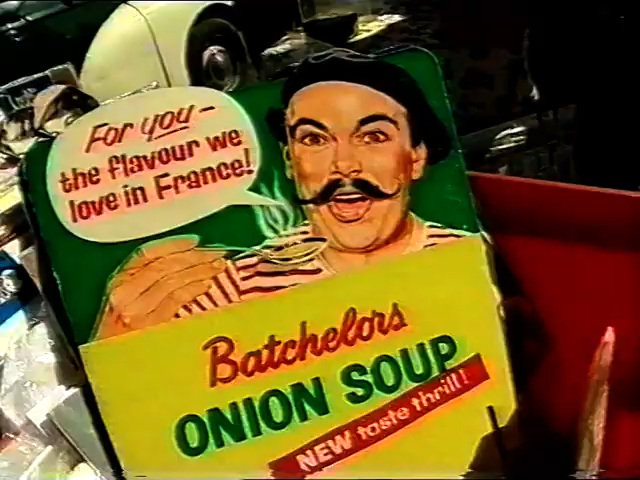 For you -
the flavour we
love in France!
Batchelors
ONION SOUP
NEW taste thrill!